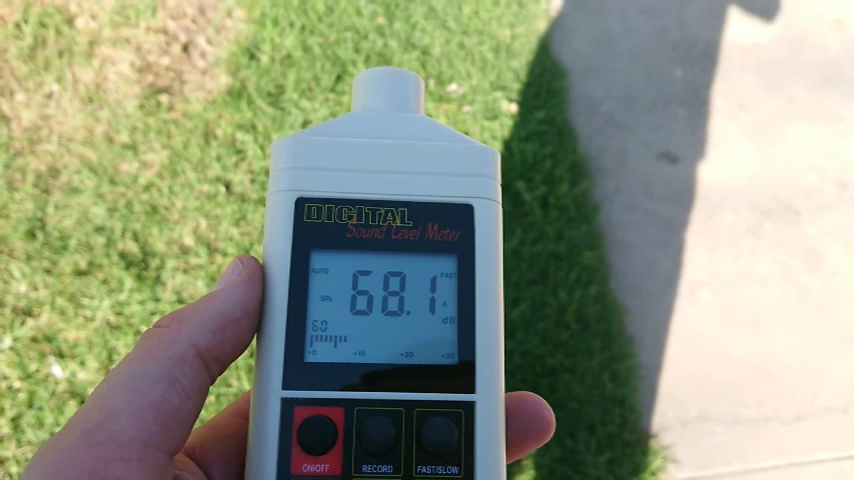 DIGITAL
Sound Level Meter
AUTO
FAST
SPL
68.1
A
dB
60
+0 +10 +20 +30
ON/OFF
RECORD
FAST/SLOW